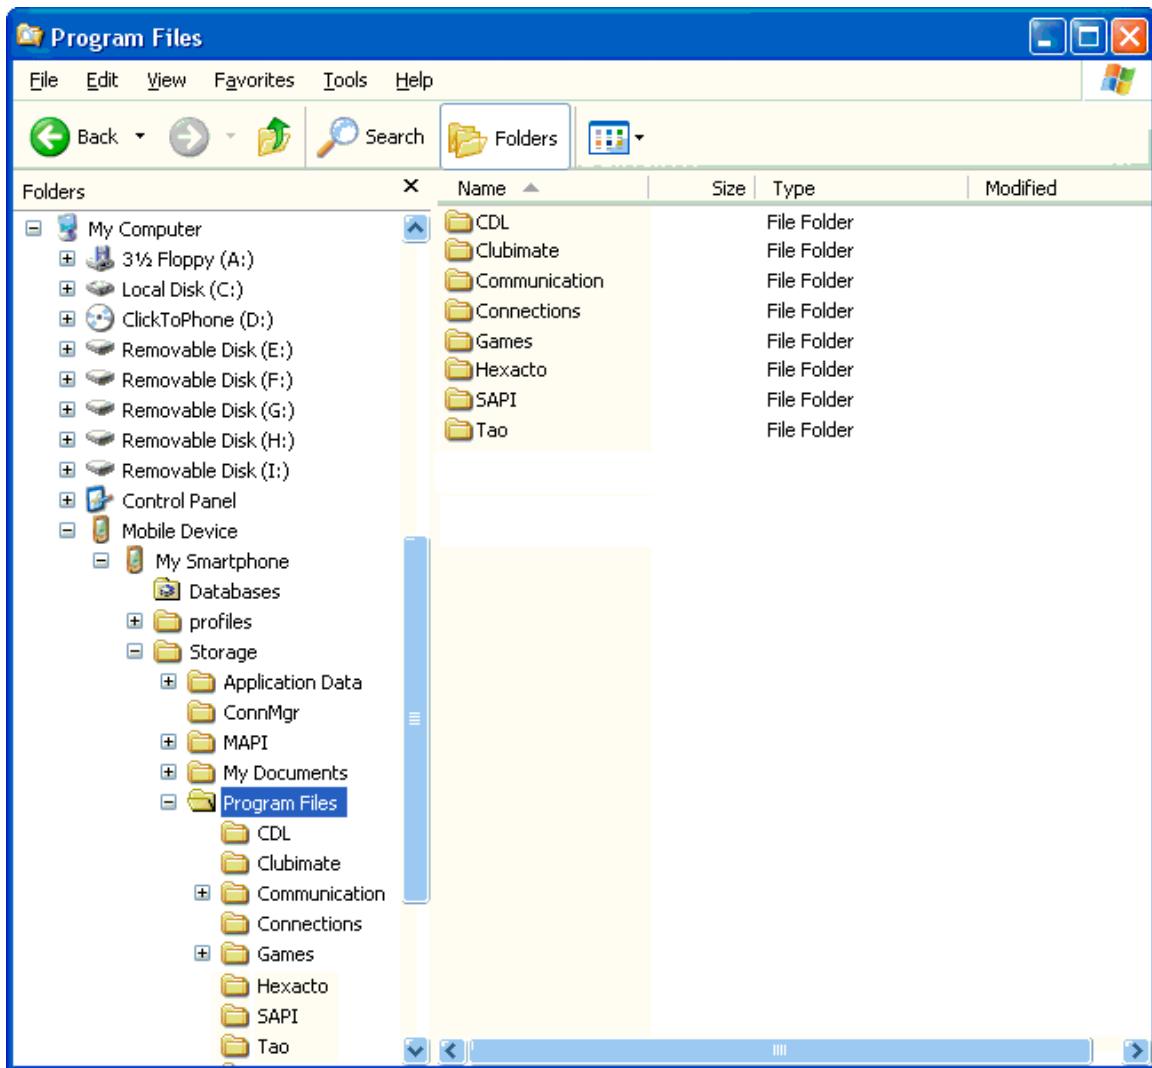 Program Files
File Edit View Favorites Tools Help
Back Search Folders
Folders
My Computer
3½ Floppy (A:)
Local Disk (C:)
ClickToPhone (D:)
Removable Disk (E:)
Removable Disk (F:)
Removable Disk (G:)
Removable Disk (H:)
Removable Disk (I:)
Control Panel
Mobile Device
My Smartphone
Databases
profiles
Storage
Application Data
ConnMgr
MAPI
My Documents
Program Files
CDL
Clubimate
Communication
Connections
Games
Hexacto
SAPI
Tao
Name Size Type Modified
CDL File Folder
Clubimate File Folder
Communication File Folder
Connections File Folder
Games File Folder
Hexacto File Folder
SAPI File Folder
Tao File Folder